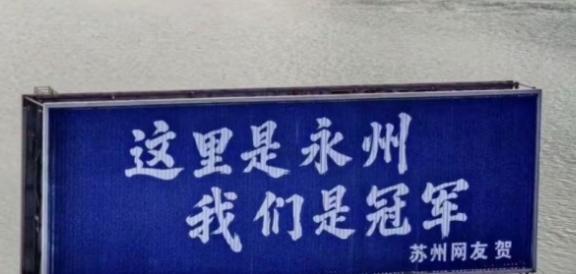 这里是永州
我们是冠军
苏州网友 贺